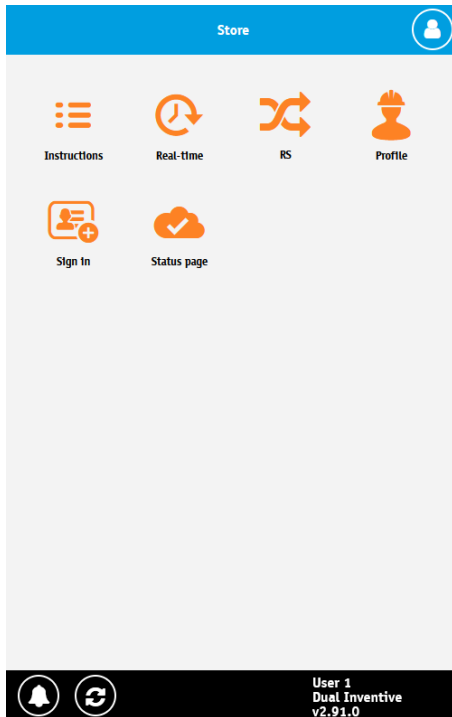 Store
Instructions
Real-time
RS
Profile
Sign in
Status page
User 1
Dual Inventive
v2.91.0